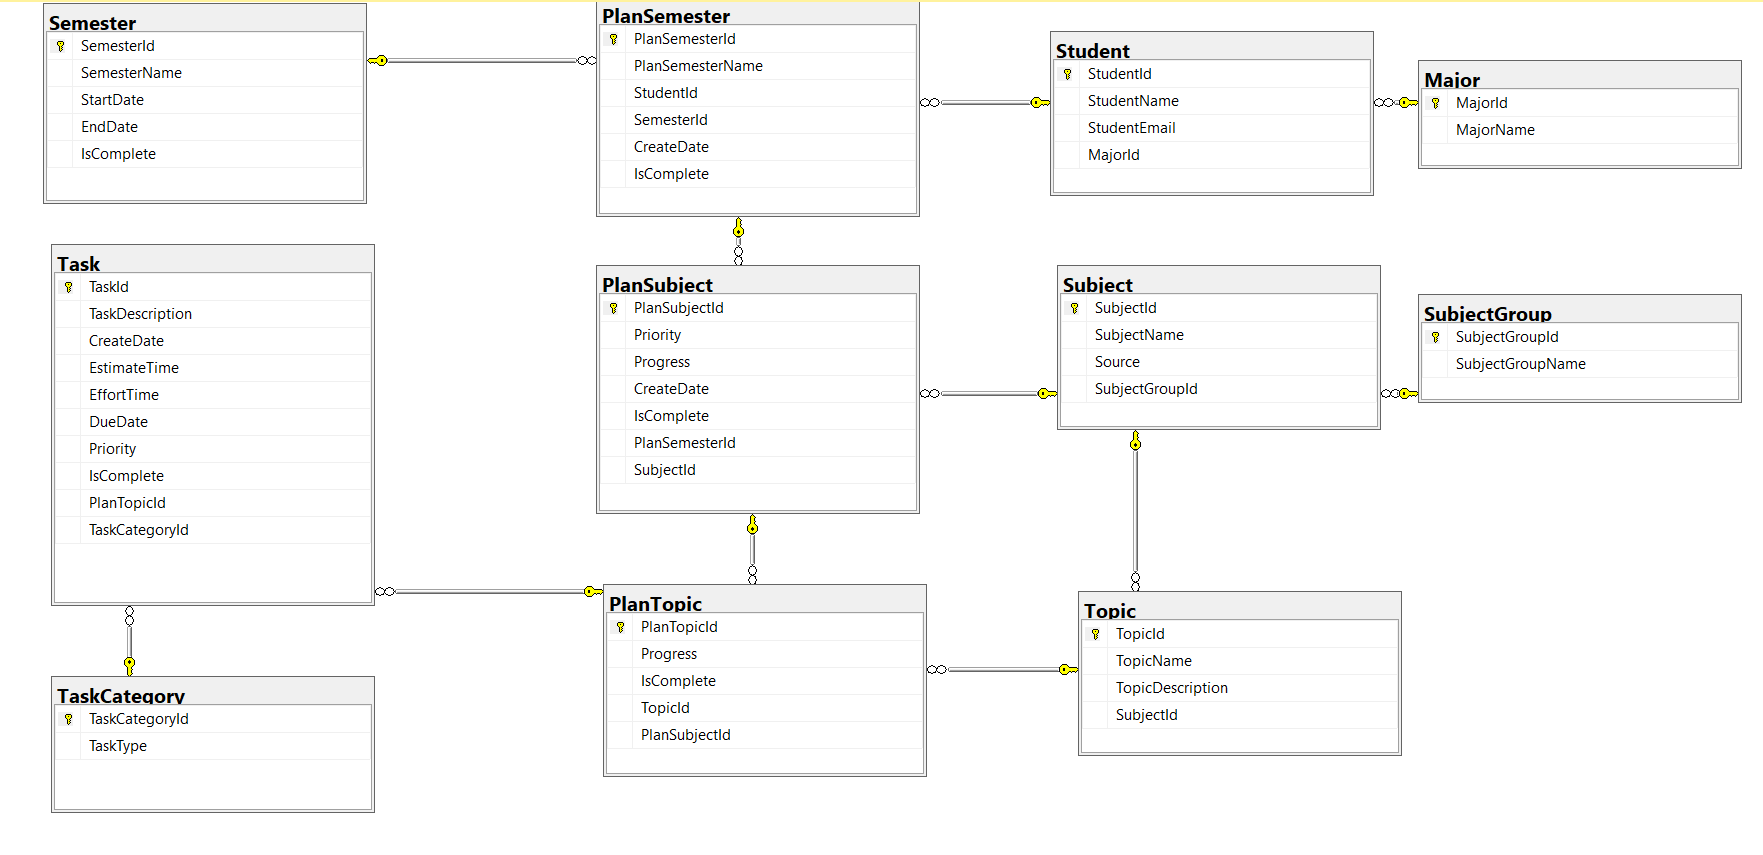 Semester
SemesterId
SemesterName
StartDate
EndDate
IsComplete
PlanSemester
PlanSemesterId
PlanSemesterName
StudentId
SemesterId
CreateDate
IsComplete
Student
StudentId
StudentName
StudentEmail
MajorId
Major
MajorId
MajorName
Task
TaskId
TaskDescription
CreateDate
EstimateTime
EffortTime
DueDate
Priority
IsComplete
PlanTopicId
TaskCategoryId
PlanSubject
PlanSubjectId
Priority
Progress
CreateDate
IsComplete
PlanSemesterId
SubjectId
Subject
SubjectId
SubjectName
Source
SubjectGroupId
SubjectGroup
SubjectGroupId
SubjectGroupName
TaskCategory
TaskCategoryId
TaskType
PlanTopic
PlanTopicId
Progress
IsComplete
TopicId
PlanSubjectId
Topic
TopicId
TopicName
TopicDescription
SubjectId